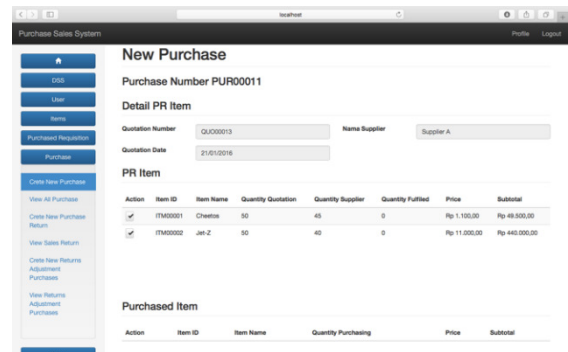 localhost
Purchase Sales System Profile Logout
New Purchase
DSS
User
Items
Purchased Requisition
Purchase
Crete New Purchase
View All Purchase
Crete New Purchase
Return
View Sales Return
Crete New Returns
Adjustment
Purchases
View Returns
Adjustment
Purchases
Purchase Number PUR00011
Detail PR Item
Quotation Number QUO00013 Name Supplier Supplier A
Quotation Date 21/01/2016
PR Item
Action Item ID Item Name Quantity Quotation Quantity Supplier Quantity Fulfiled Price Subtotal
ITM00001 Cheetos 50 45 0 Rp 1.100,00 Rp 49.500,00
ITM00002 Jet-Z 50 40 0 Rp 11.000,00 Rp 440.000,00
Purchased Item
Action Item ID Item Name Quantity Purchasing Price Subtotal